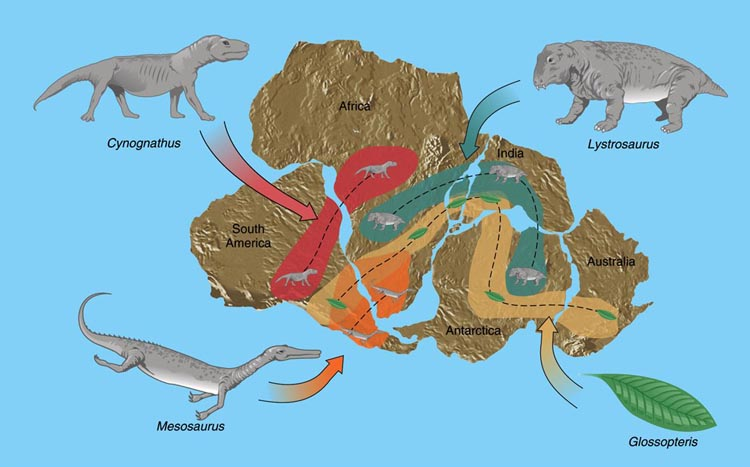 Africa
Cynognathus
Lystrosaurus
India
South
America
Australia
Antarctica
Mesosaurus
Glossopteris